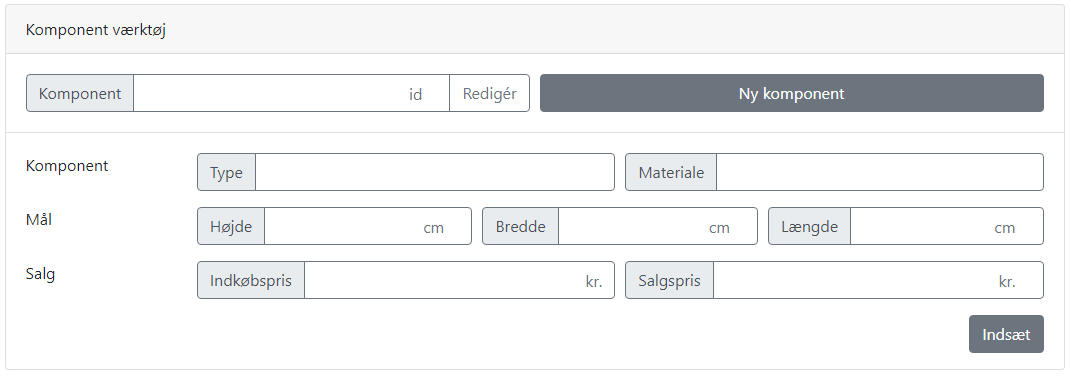 Komponent værktøj
Komponent id Redigér Ny komponent
Komponent Type Materiale
Mål Højde cm Bredde cm Længde cm
Salg Indkøbspris kr. Salgspris kr.
Indsæt